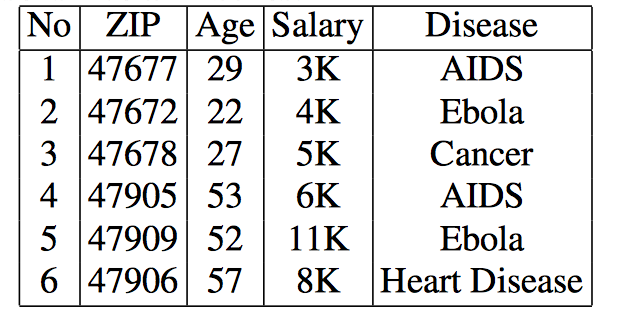 No ZIP Age Salary Disease
1 47677 29 3K AIDS
2 47672 22 4K Ebola
3 47678 27 5K Cancer
4 47905 53 6K AIDS
5 47909 52 11K Ebola
6 47906 57 8K Heart Disease